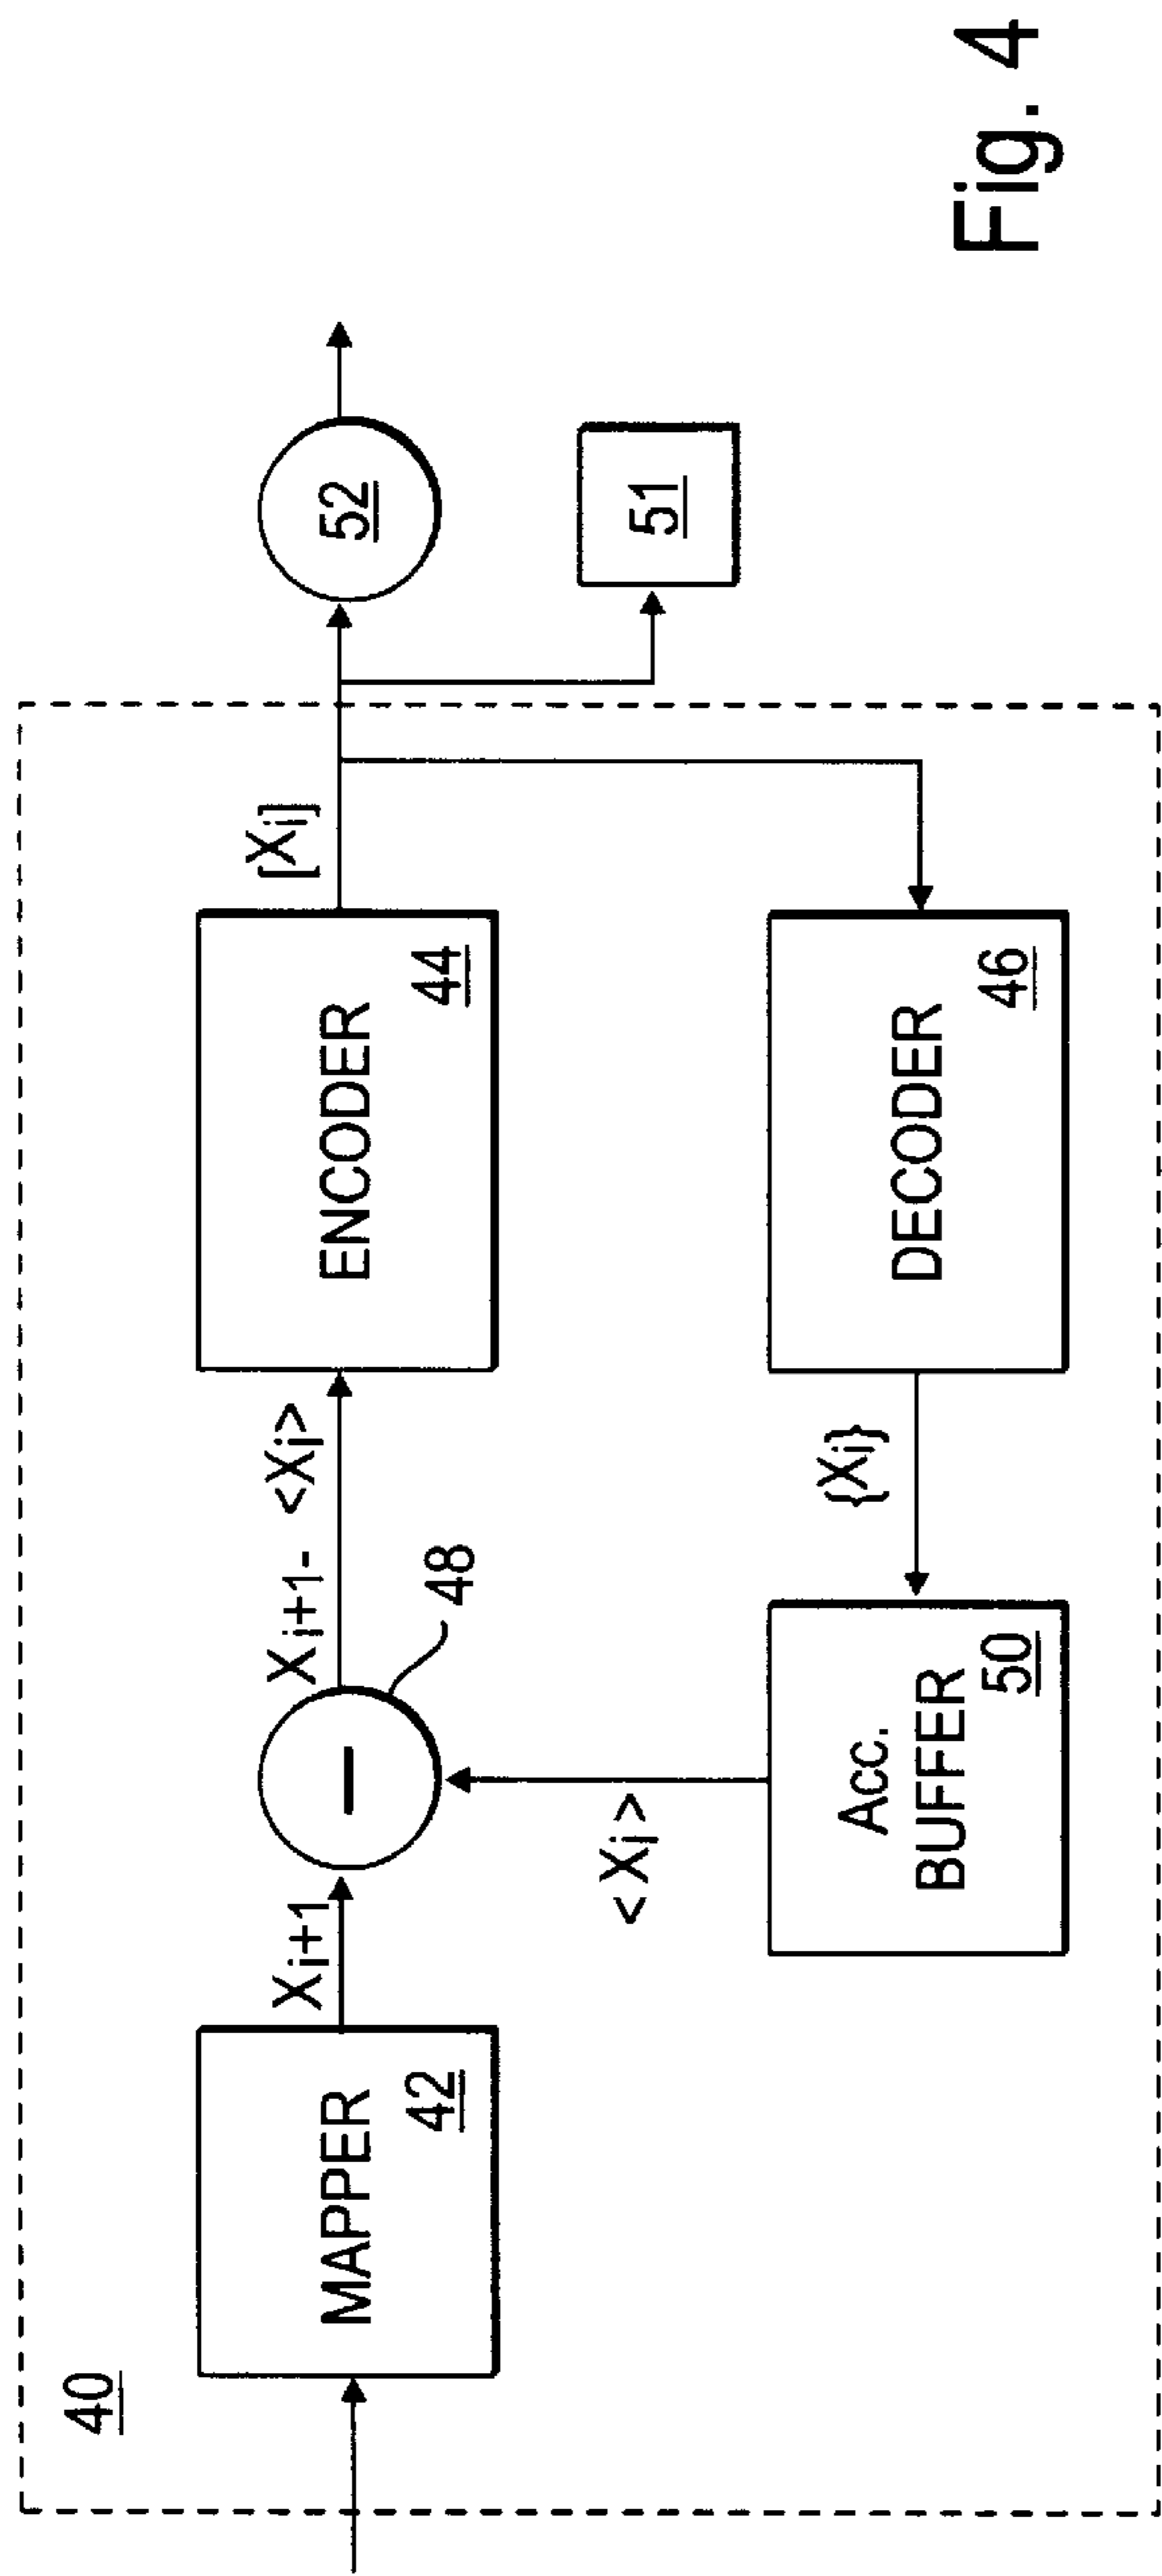 40
MAPPER
42
Xi+1
48
Xi+1- <Xi>
ENCODER
44
[Xi]
52
51
<Xi>
Acc.
BUFFER
50
{Xi}
DECODER
46
Fig. 4